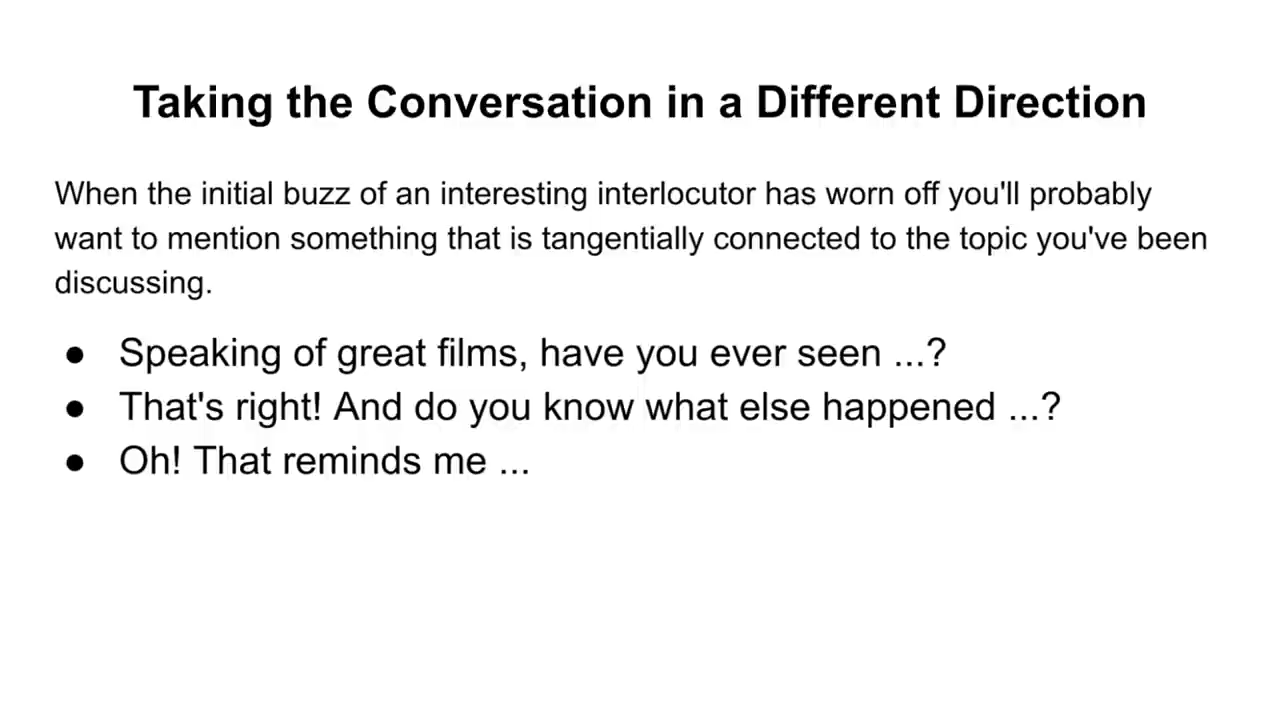 Taking the Conversation in a Different Direction
When the initial buzz of an interesting interlocutor has worn off you'll probably
want to mention something that is tangentially connected to the topic you've been
discussing.
● Speaking of great films, have you ever seen ...?
● That's right! And do you know what else happened ...?
● Oh! That reminds me ...